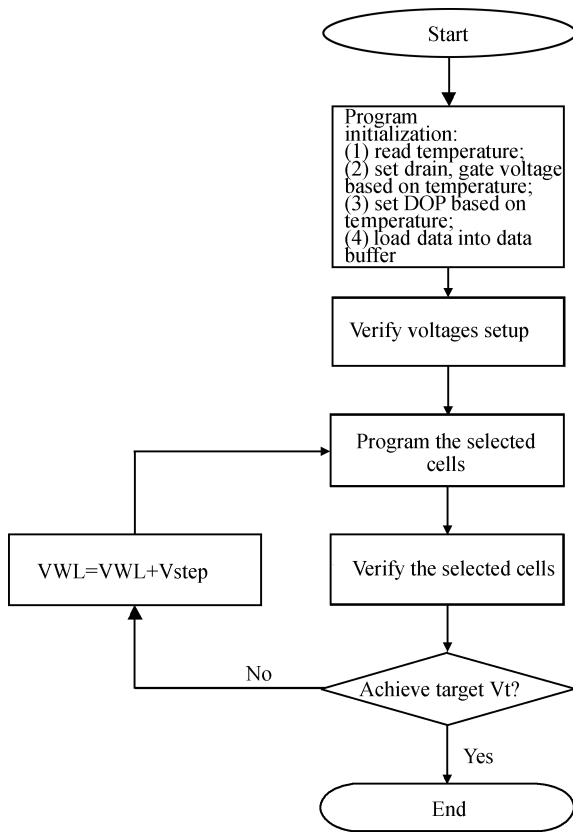 Start
Program
initialization:
(1) read temperature;
(2) set drain, gate voltage
based on temperature;
(3) set DOP based on
temperature;
(4) load data into data
buffer
Verify voltages setup
Program the selected
cells
VWL=VWL+Vstep
Verify the selected cells
No
Achieve target Vt?
Yes
End